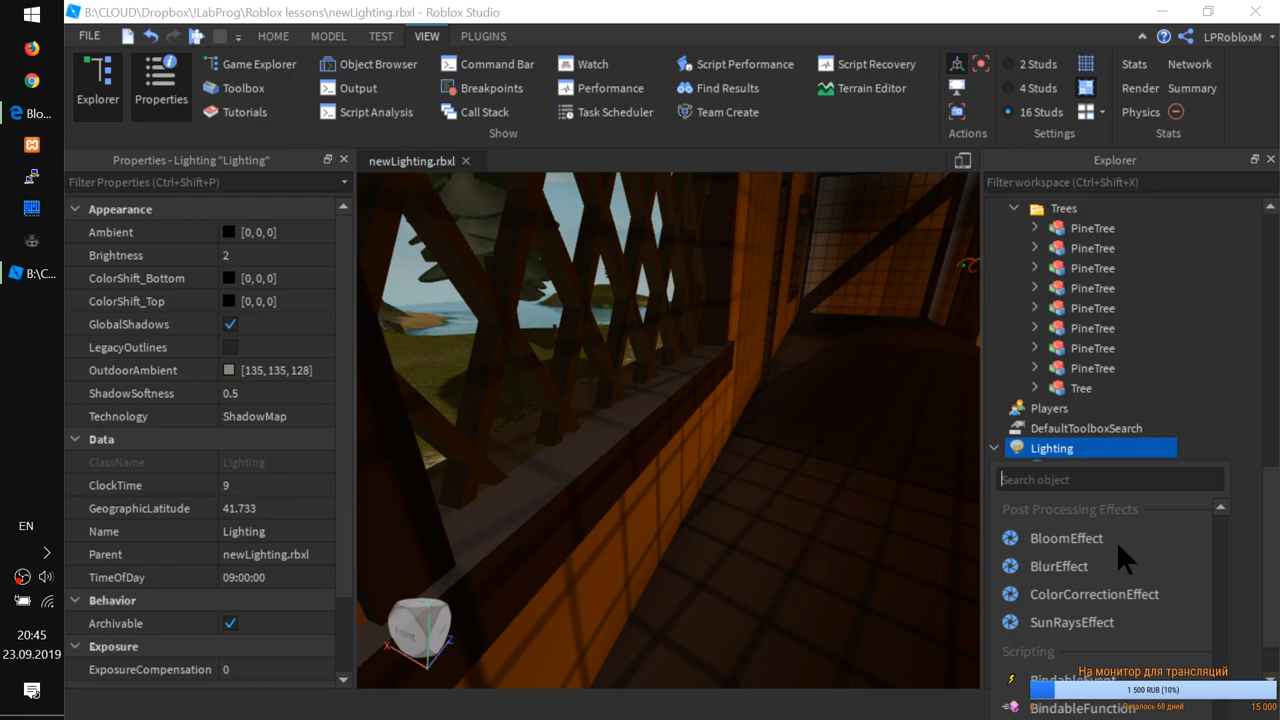 B:\CLOUD\Dropbox\!LabProg\Roblox lessons\newLighting.rbxl - Roblox Studio
FILE HOME MODEL TEST VIEW PLUGINS LPRobloxM
Explorer
Properties
Game Explorer
Toolbox
Tutorials
Object Browser
Output
Script Analysis
Command Bar
Breakpoints
Call Stack
Watch
Performance
Task Scheduler
Script Performance
Find Results
Team Create
Script Recovery
Terrain Editor
Show
Actions
2 Studs
4 Studs
16 Studs
Settings
Stats Network
Render Summary
Physics
Stats
Properties - Lighting "Lighting"
Filter Properties (Ctrl+Shift+P)
Appearance
Ambient [0,0,0]
Brightness 2
ColorShift_Bottom [0,0,0]
ColorShift_Top [0,0,0]
GlobalShadows
LegacyOutlines
OutdoorAmbient [135,135,128]
ShadowSoftness 0.5
Technology ShadowMap
Data
ClassName Lighting
ClockTime 9
GeographicLatitude 41.733
Name Lighting
Parent newLighting.rbxl
TimeOfDay 09:00:00
Behavior
Archivable
Exposure
ExposureCompensation 0
newLighting.rbxl
Front
X
Z
Explorer
Filter workspace (Ctrl+Shift+X)
Trees
PineTree
PineTree
PineTree
PineTree
PineTree
PineTree
PineTree
PineTree
Tree
Players
DefaultToolboxSearch
Lighting
Search object
Post Processing Effects
BloomEffect
BlurEffect
ColorCorrectionEffect
SunRaysEffect
Scripting
BindableEvent
BindableFunction
На монитор для трансляций
1 500 RUB (10%)
Осталось 68 дней
15 000
Blo...
B:\C...
EN
20:45
23.09.2019